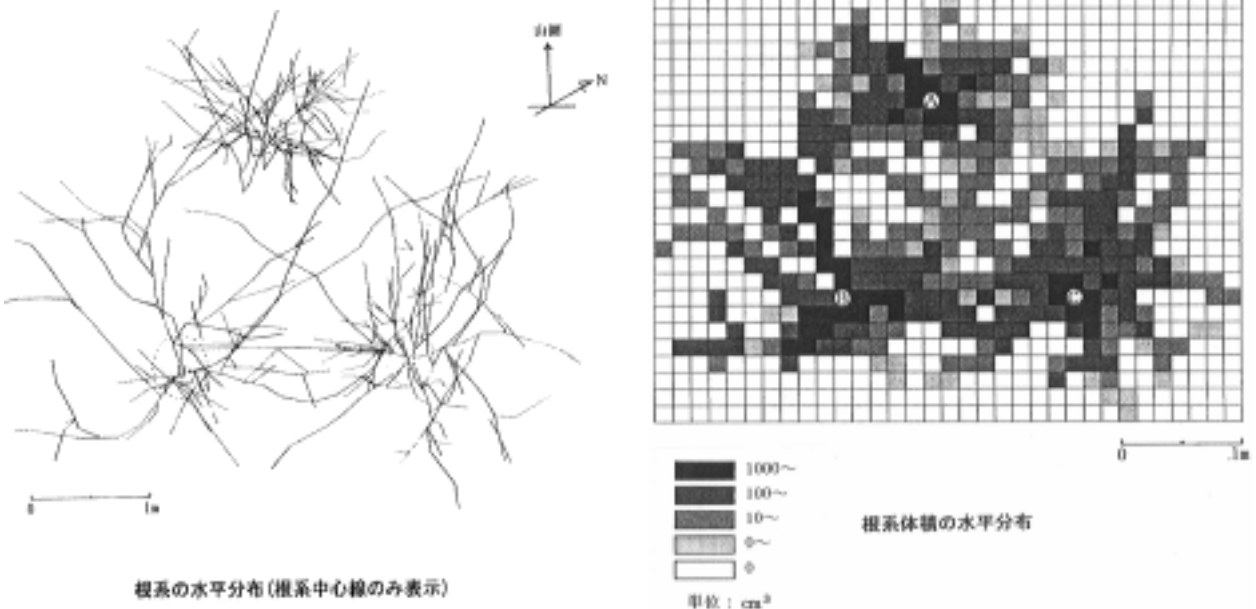 山側
N
0 1m
根系の水平分布(根系中心線のみ表示)
A
B
0 1m
1000〜
100〜
10〜
0〜
0
単位：cm³
根系体積の水平分布